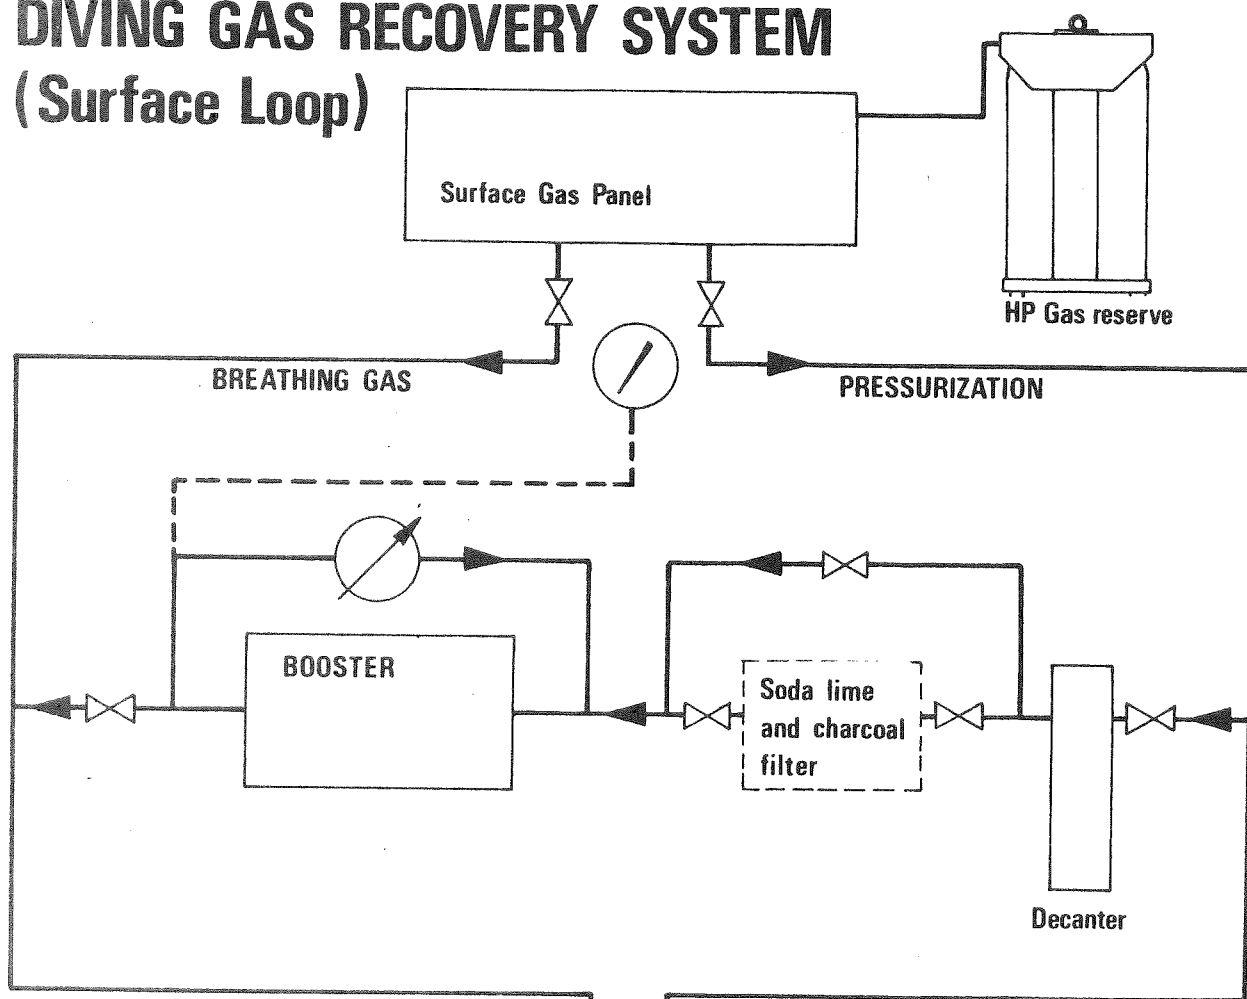 DIVING GAS RECOVERY SYSTEM
(Surface Loop)
Surface Gas Panel
HP Gas reserve
BREATHING GAS
PRESSURIZATION
BOOSTER
Soda lime
and charcoal
filter
Decanter